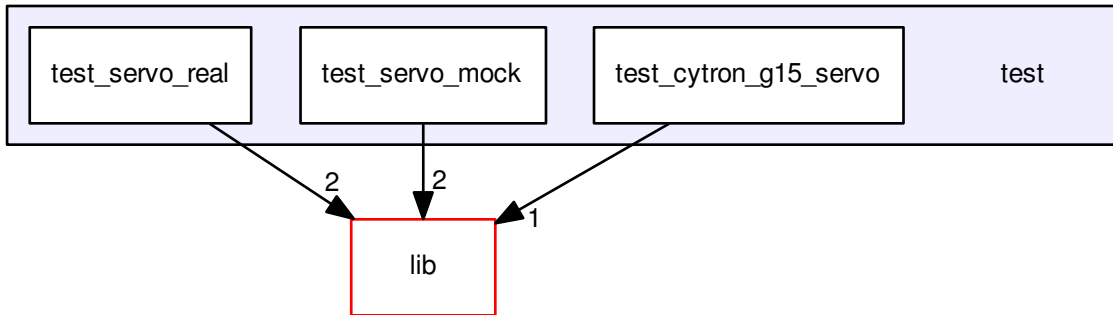 test_servo_real
test_servo_mock
test_cytron_g15_servo
test
2
2
1
lib